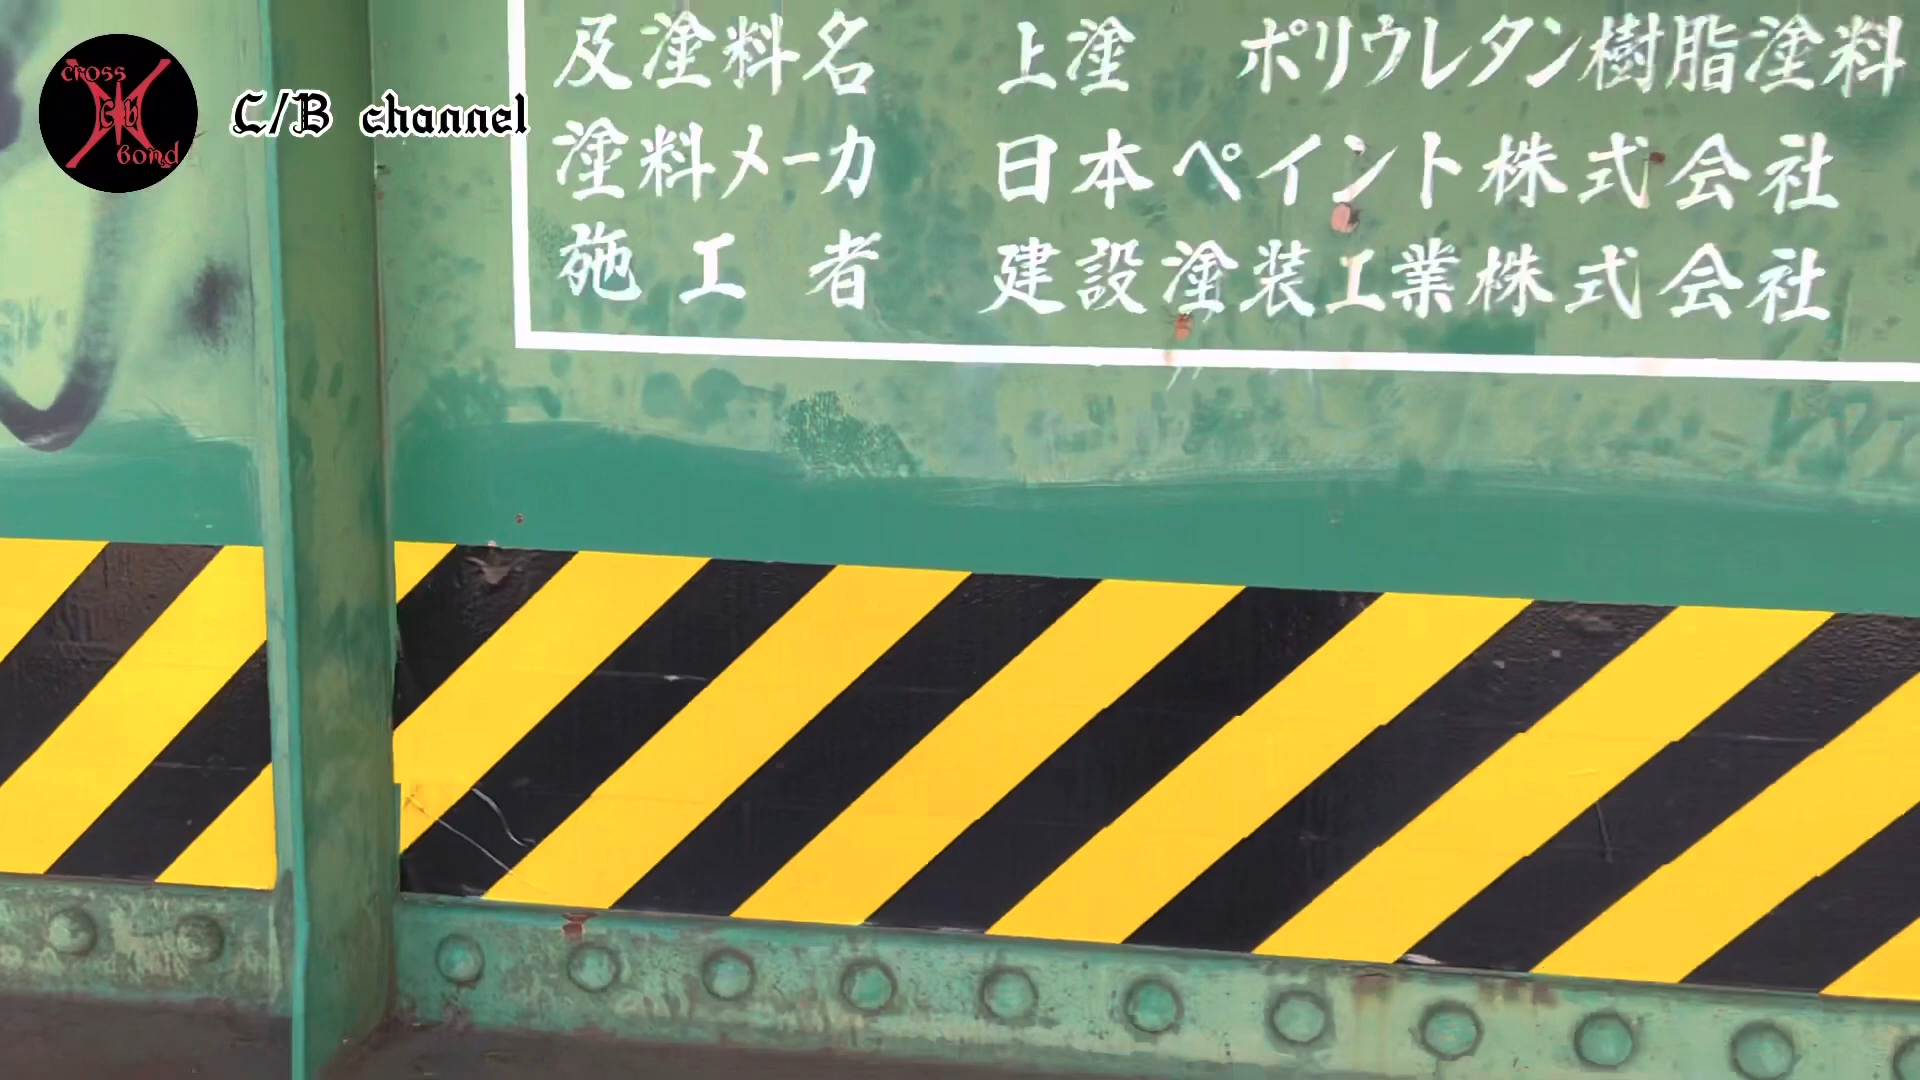 cross
C/B
Bond
C/B channel
及塗料名 上塗 ポリウレタン樹脂塗料
塗料メーカ 日本ペイント株式会社
施工者 建設塗装工業株式会社